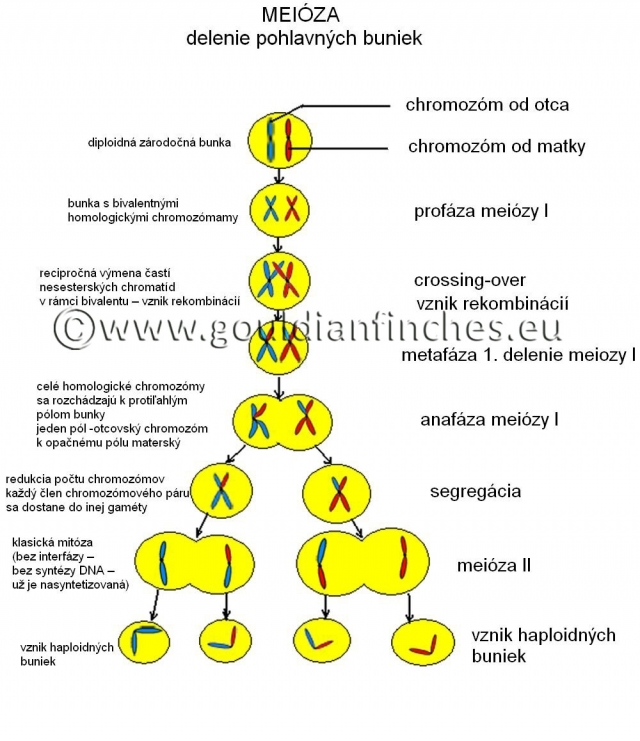 MEIÓZA
delenie pohlavných buniek
chromozóm od otca
diploidná zárodočná bunka
chromozóm od matky
bunka s bivalentnými
homologickými chromozómamy
profáza meiózy I
recipročná výmena častí
nesesterských chromatíd
v rámci bivalentu – vznik rekombinácií
crossing-over
vznik rekombinácií
©www.gouldianfinches.eu
metafáza 1. delenie meiozy I
celé homologické chromozómy
sa rozchádzajú k protiľahlým
pólom bunky
jeden pól -otcovský chromozóm
k opačnému pólu materský
anafáza meiózy I
redukcia počtu chromozómov
každý člen chromozómového páru
sa dostane do inej gaméty
segregácia
klasická mitóza
(bez interfázy –
bez syntézy DNA –
už je nasyntetizovaná)
meióza II
vznik haploidných
buniek
vznik haploidných
buniek